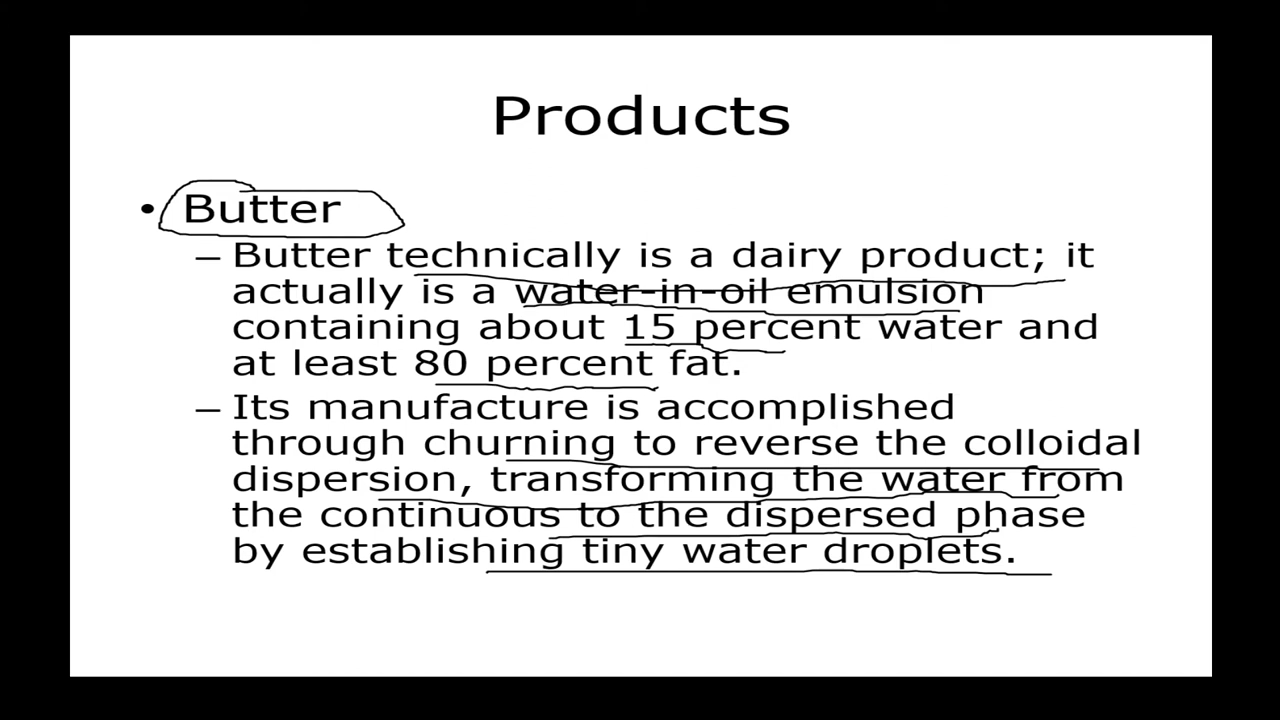 Products
• Butter
– Butter technically is a dairy product; it
actually is a water-in-oil emulsion
containing about 15 percent water and
at least 80 percent fat.
– Its manufacture is accomplished
through churning to reverse the colloidal
dispersion, transforming the water from
the continuous to the dispersed phase
by establishing tiny water droplets.